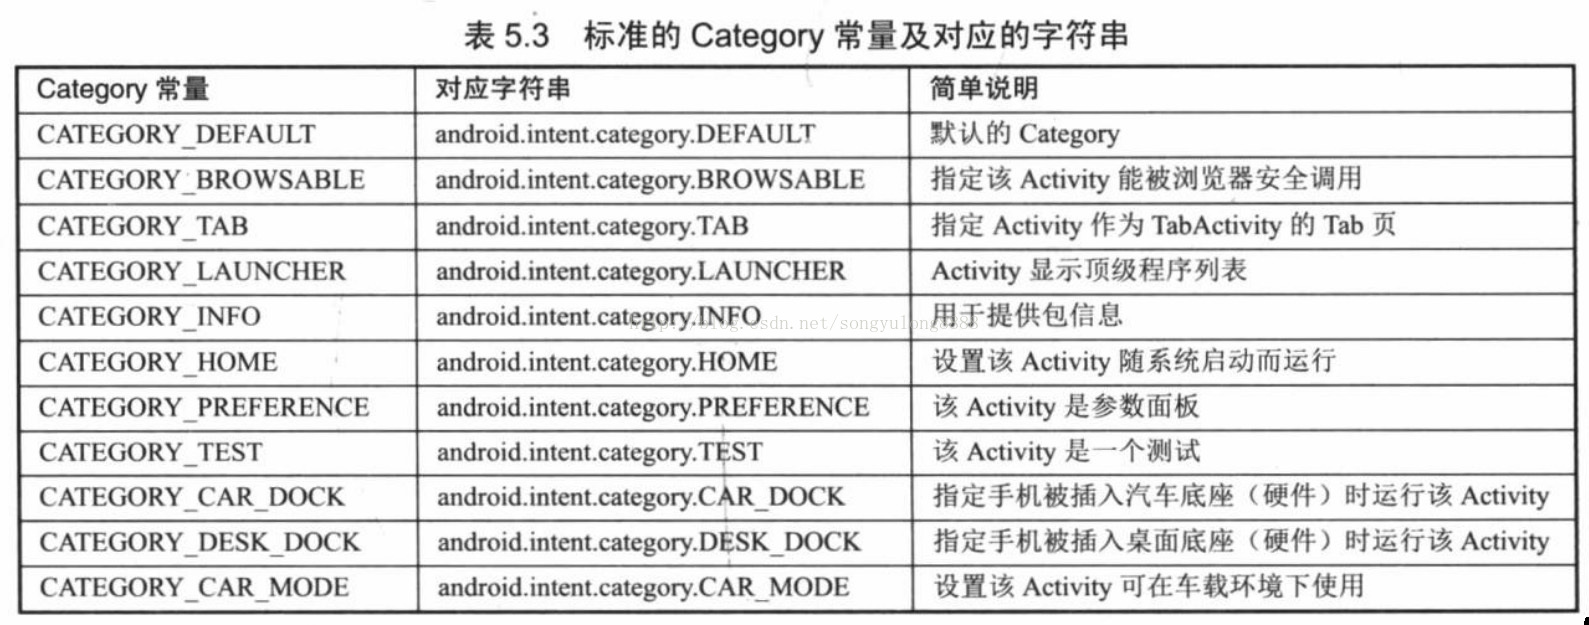 表 5.3 标准的 Category 常量及对应的字符串
Category 常量 对应字符串 简单说明
CATEGORY_DEFAULT android.intent.category.DEFAULT 默认的 Category
CATEGORY_BROWSABLE android.intent.category.BROWSABLE 指定该 Activity 能被浏览器安全调用
CATEGORY_TAB android.intent.category.TAB 指定 Activity 作为 TabActivity 的 Tab 页
CATEGORY_LAUNCHER android.intent.category.LAUNCHER Activity 显示顶级程序列表
CATEGORY_INFO android.intent.category.INFO 用于提供包信息
CATEGORY_HOME android.intent.category.HOME 设置该 Activity 随系统启动而运行
CATEGORY_PREFERENCE android.intent.category.PREFERENCE 该 Activity 是参数面板
CATEGORY_TEST android.intent.category.TEST 该 Activity 是一个测试
CATEGORY_CAR_DOCK android.intent.category.CAR_DOCK 指定手机被插入汽车底座（硬件）时运行该 Activity
CATEGORY_DESK_DOCK android.intent.category.DESK_DOCK 指定手机被插入桌面底座（硬件）时运行该 Activity
CATEGORY_CAR_MODE android.intent.category.CAR_MODE 设置该 Activity 可在车载环境下使用